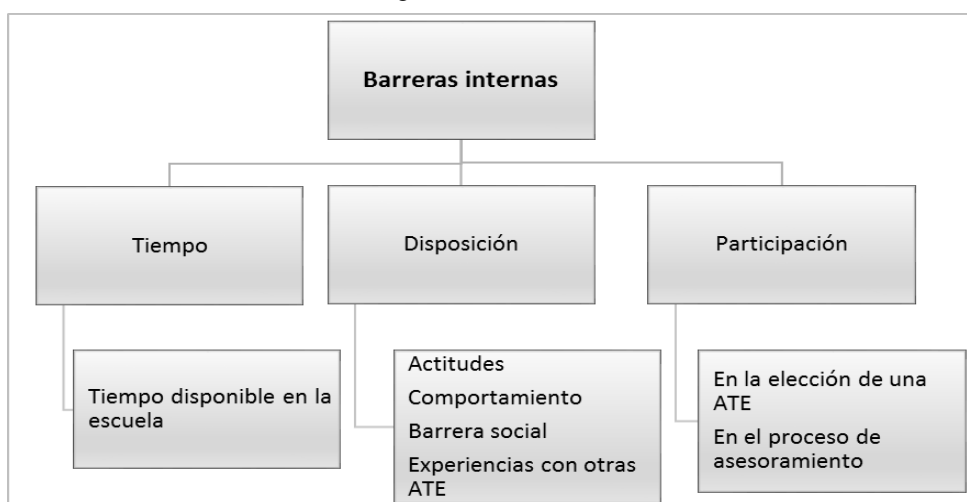 Barreras internas
Tiempo
Disposición
Participación
Tiempo disponible en la
escuela
Actitudes
Comportamiento
Barrera social
Experiencias con otras
ATE
En la elección de una
ATE
En el proceso de
asesoramiento